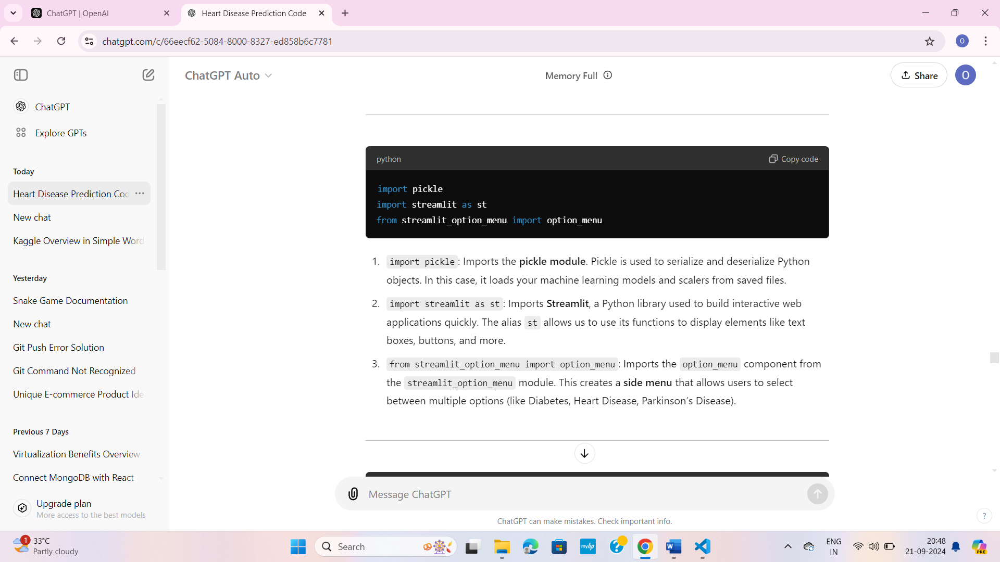 ChatGPT | OpenAI
Heart Disease Prediction Code
chatgpt.com/c/66eecf62-5084-8000-8327-ed858b6c7781
O
ChatGPT Auto
Memory Full
Share
O
ChatGPT
Explore GPTs
Today
Heart Disease Prediction Cod
New chat
Kaggle Overview in Simple Word
Yesterday
Snake Game Documentation
New chat
Git Push Error Solution
Git Command Not Recognized
Unique E-commerce Product Ide
Previous 7 Days
Virtualization Benefits Overview
Connect MongoDB with React
Upgrade plan
More access to the best models
python
Copy code
import pickle
import streamlit as st
from streamlit_option_menu import option_menu
1. import pickle: Imports the pickle module. Pickle is used to serialize and deserialize Python
objects. In this case, it loads your machine learning models and scalers from saved files.
2. import streamlit as st: Imports Streamlit, a Python library used to build interactive web
applications quickly. The alias st allows us to use its functions to display elements like text
boxes, buttons, and more.
3. from streamlit_option_menu import option_menu: Imports the option_menu component from
the streamlit_option_menu module. This creates a side menu that allows users to select
between multiple options (like Diabetes, Heart Disease, Parkinson's Disease).
Message ChatGPT
ChatGPT can make mistakes. Check important info.
?
1
33°C
Partly cloudy
Search
myhp
?
W
ENG
IN
20:48
21-09-2024
PRE